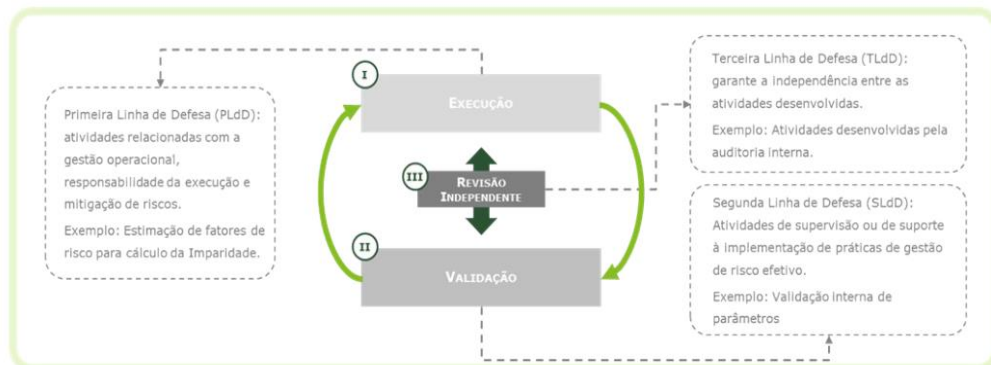 Primeira Linha de Defesa (PLdD):
atividades relacionadas com a
gestão operacional,
responsabilidade da execução e
mitigação de riscos.
Exemplo: Estimação de fatores de
risco para cálculo da Imparidade.
I
EXECUÇÃO
III
REVISÃO
INDEPENDENTE
II
VALIDAÇÃO
Terceira Linha de Defesa (TLdD):
garante a independência entre as
atividades desenvolvidas.
Exemplo: Atividades desenvolvidas pela
auditoria interna.
Segunda Linha de Defesa (SLdD):
Atividades de supervisão ou de suporte
à implementação de práticas de gestão
de risco efetivo.
Exemplo: Validação interna de
parâmetros